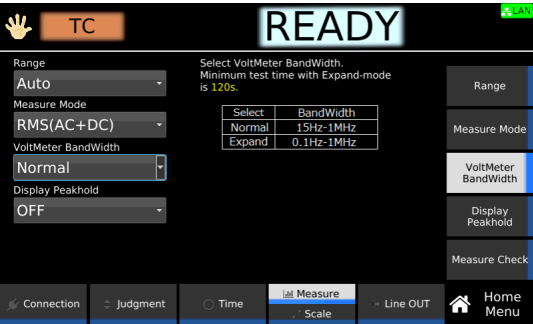 TC
READY
LAN
Range
Auto
Measure Mode
RMS(AC+DC)
VoltMeter BandWidth
Normal
Display Peakhold
OFF
Select VoltMeter BandWidth.
Minimum test time with Expand-mode
is 120s.
Select BandWidth
Normal 15Hz-1MHz
Expand 0.1Hz-1MHz
Range
Measure Mode
VoltMeter
BandWidth
Display
Peakhold
Measure Check
Connection
Judgment
Time
Measure
Scale
Line OUT
Home
Menu